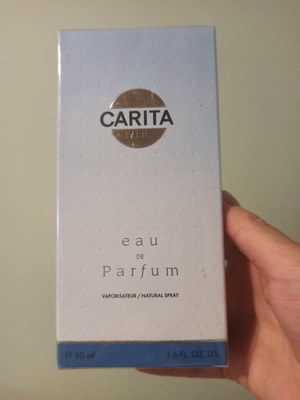 CARITA
PARIS
eau
DE
Parfum
VAPORISATEUR / NATURAL SPRAY
℮ 50 ml 1.6 FL. OZ. US